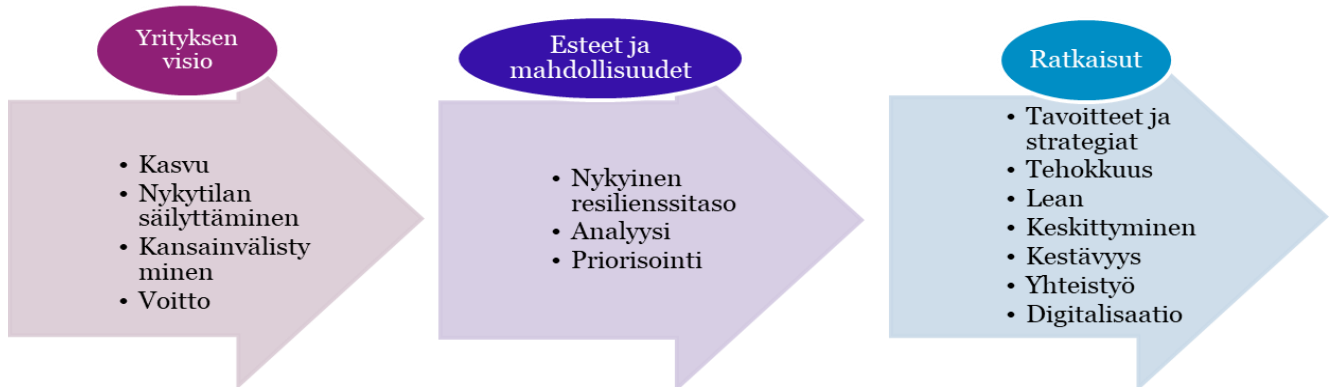 Yrityksen
visio
• Kasvu
• Nykytilan
säilyttäminen
• Kansainvälisty
minen
• Voitto
Esteet ja
mahdollisuudet
• Nykyinen
resilienssitaso
• Analyysi
• Priorisointi
Ratkaisut
• Tavoitteet ja
strategiat
• Tehokkuus
• Lean
• Keskittyminen
• Kestävyys
• Yhteistyö
• Digitalisaatio